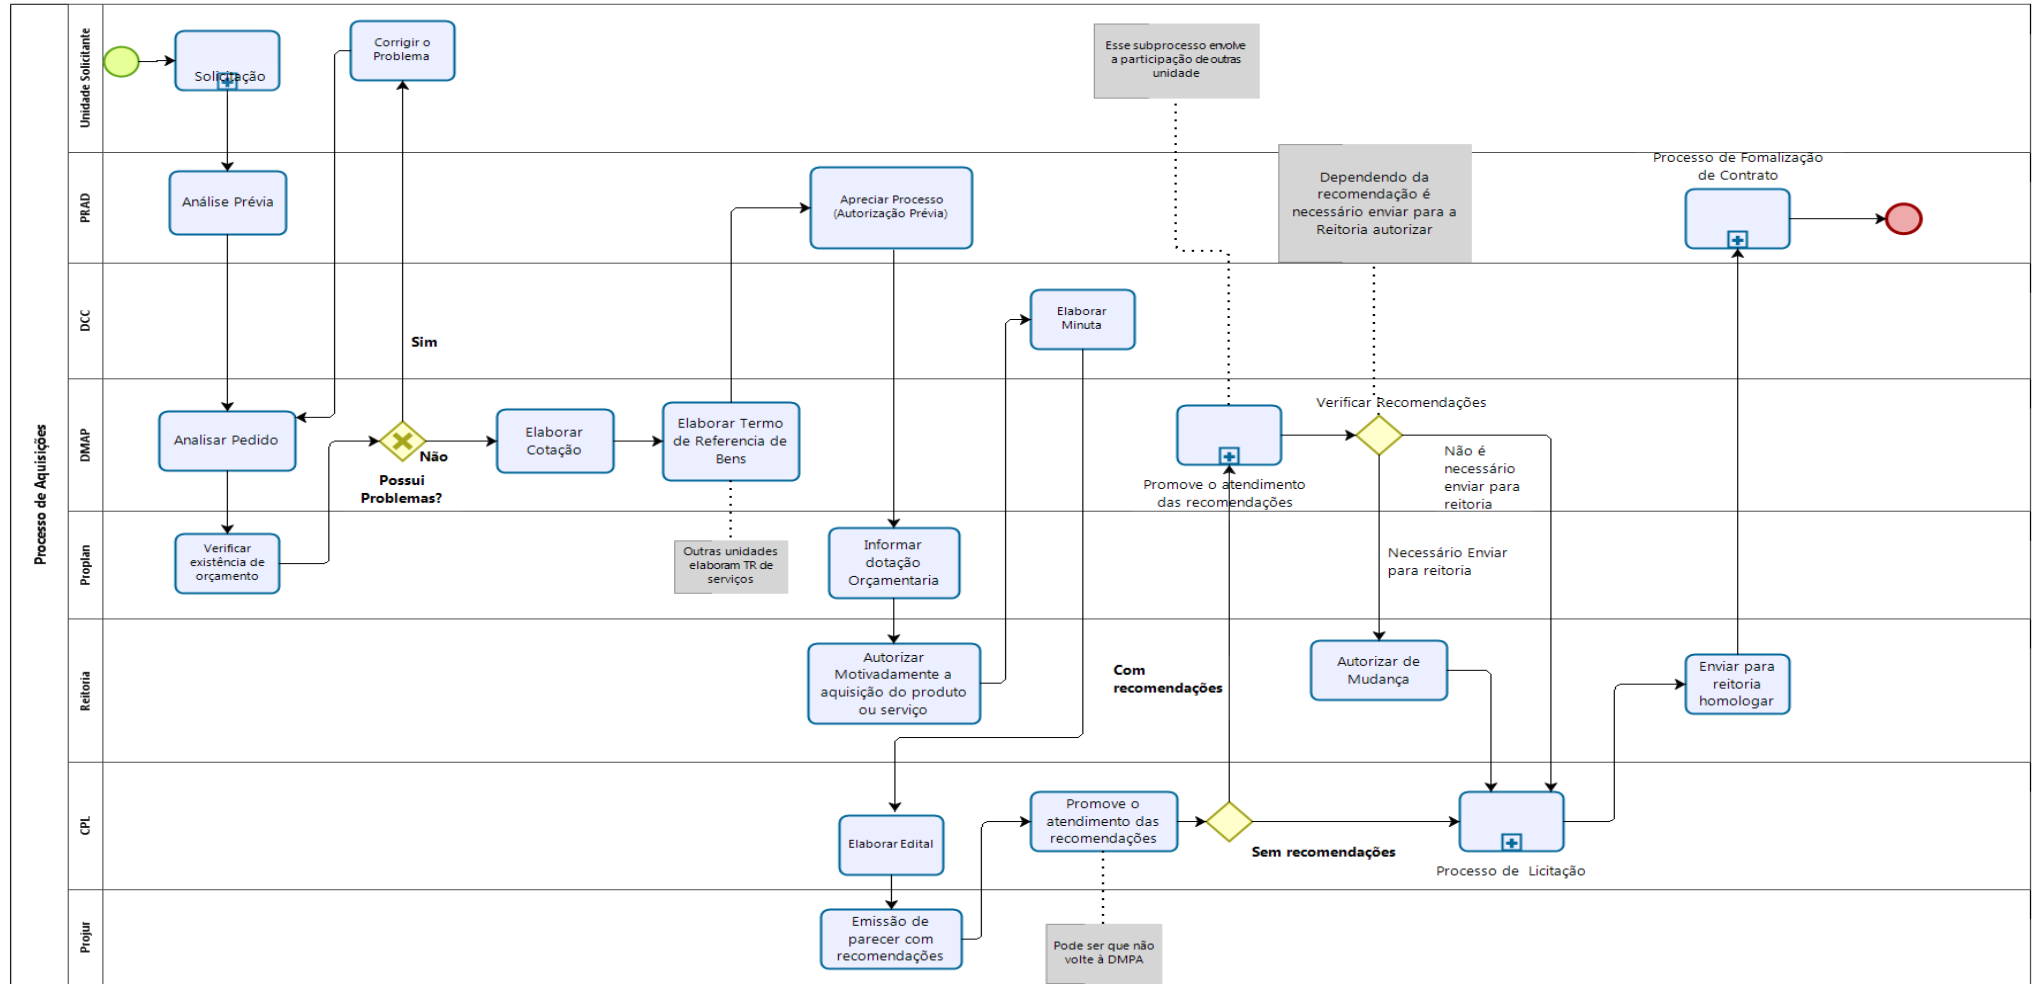 Processo de Aquisições
Unidade Solicitante
Solicitação
Corrigir o
Problema
Esse subprocesso envolve
a participação de outras
unidade
PRAD
Análise Prévia
Apreciar Processo
(Autorização Prévia)
Dependendo da
recomendação é
necessário enviar para a
Reitoria autorizar
Processo de Fomalização
de Contrato
DCC
Sim
Elaborar
Minuta
DMAP
Analisar Pedido
Não
Possui
Problemas?
Elaborar
Cotação
Elaborar Termo
de Referencia de
Bens
Promove o atendimento
das recomendações
Verificar Recomendações
Não é
necessário
enviar para
reitoria
Proplan
Verificar
existência de
orçamento
Outras unidades
elaboram TR de
serviços
Informar
dotação
Orçamentaria
Necessário Enviar
para reitoria
Reitoria
Autorizar
Motivadamente a
aquisição do produto
ou serviço
Com
recomendações
Autorizar de
Mudança
Enviar para
reitoria
homologar
CPL
Elaborar Edital
Promove o
atendimento das
recomendações
Sem recomendações
Processo de Licitação
Projur
Emissão de
parecer com
recomendações
Pode ser que não
volte à DMPA